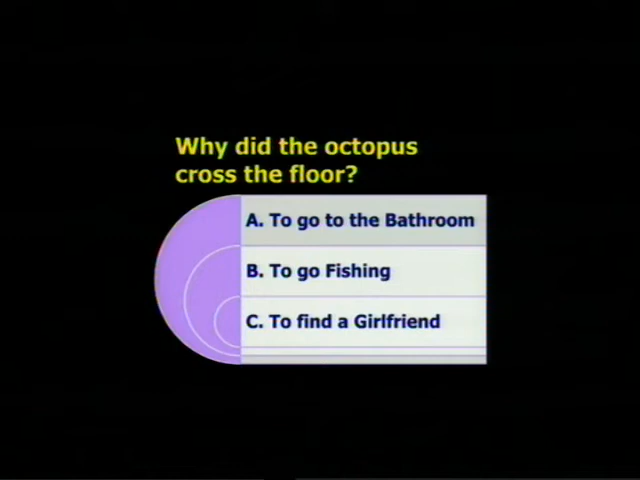 Why did the octopus
cross the floor?
A. To go to the Bathroom
B. To go Fishing
C. To find a Girlfriend